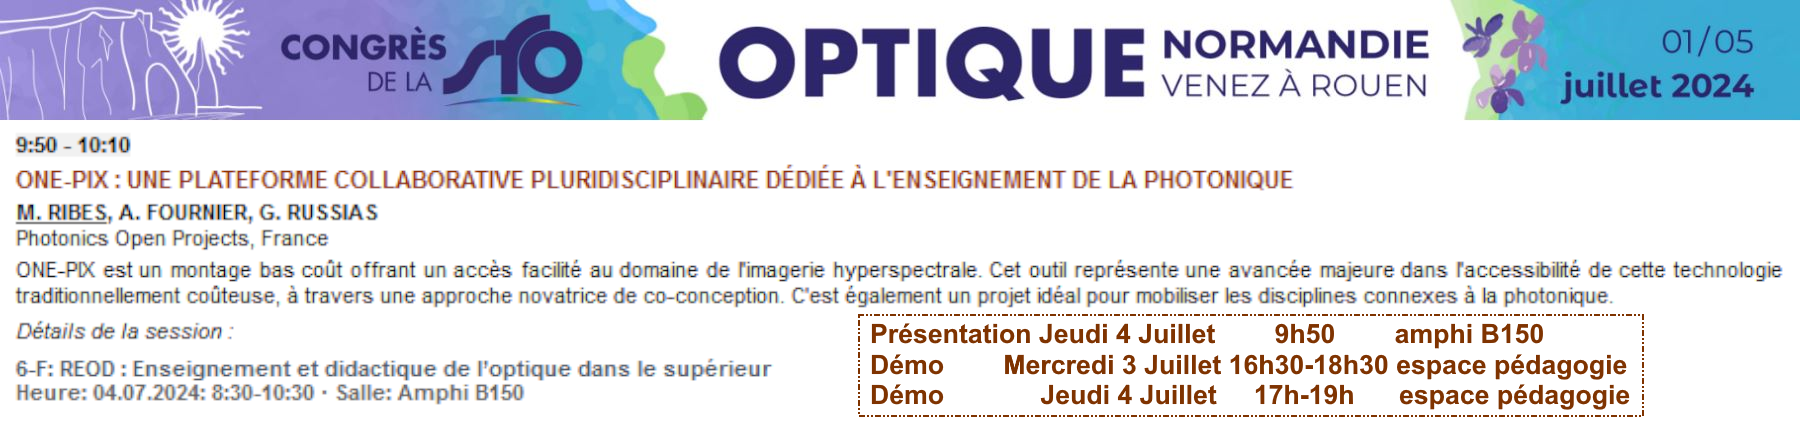 CONGRÈS
DE LA SFO
OPTIQUE NORMANDIE
VENEZ À ROUEN
01/05
juillet 2024
9:50 - 10:10
ONE-PIX : UNE PLATEFORME COLLABORATIVE PLURIDISCIPLINAIRE DÉDIÉE À L'ENSEIGNEMENT DE LA PHOTONIQUE
M. RIBES, A. FOURNIER, G. RUSSIAS
Photonics Open Projects, France
ONE-PIX est un montage bas coût offrant un accès facilité au domaine de l'imagerie hyperspectrale. Cet outil représente une avancée majeure dans l'accessibilité de cette technologie
traditionnellement coûteuse, à travers une approche novatrice de co-conception. C'est également un projet idéal pour mobiliser les disciplines connexes à la photonique.
Détails de la session :
6-F: REOD : Enseignement et didactique de l'optique dans le supérieur
Heure: 04.07.2024: 8:30-10:30 · Salle: Amphi B150
Présentation Jeudi 4 Juillet 9h50 amphi B150
Démo Mercredi 3 Juillet 16h30-18h30 espace pédagogie
Démo Jeudi 4 Juillet 17h-19h espace pédagogie